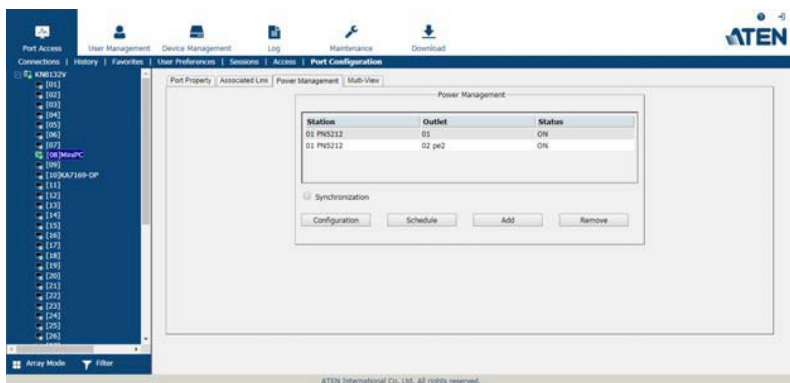 Port Access
User Management
Device Management
Log
Maintenance
Download
ATEN
Connections | History | Favorites | User Preferences | Sessions | Access | Port Configuration
KN8132V
[01]
[02]
[03]
[04]
[05]
[06]
[07]
[08]MiniPC
[09]
[10]KA7169-DP
[11]
[12]
[13]
[14]
[15]
[16]
[17]
[18]
[19]
[20]
[21]
[22]
[23]
[24]
[25]
[26]
Array Mode
Filter
Port Property
Associated Link
Power Management
Multi-View
Power Management
Station Outlet Status
01 PN5212 01 ON
01 PN5212 02 pe2 ON
Synchronization
Configuration
Schedule
Add
Remove
ATEN International Co. Ltd. All rights reserved.